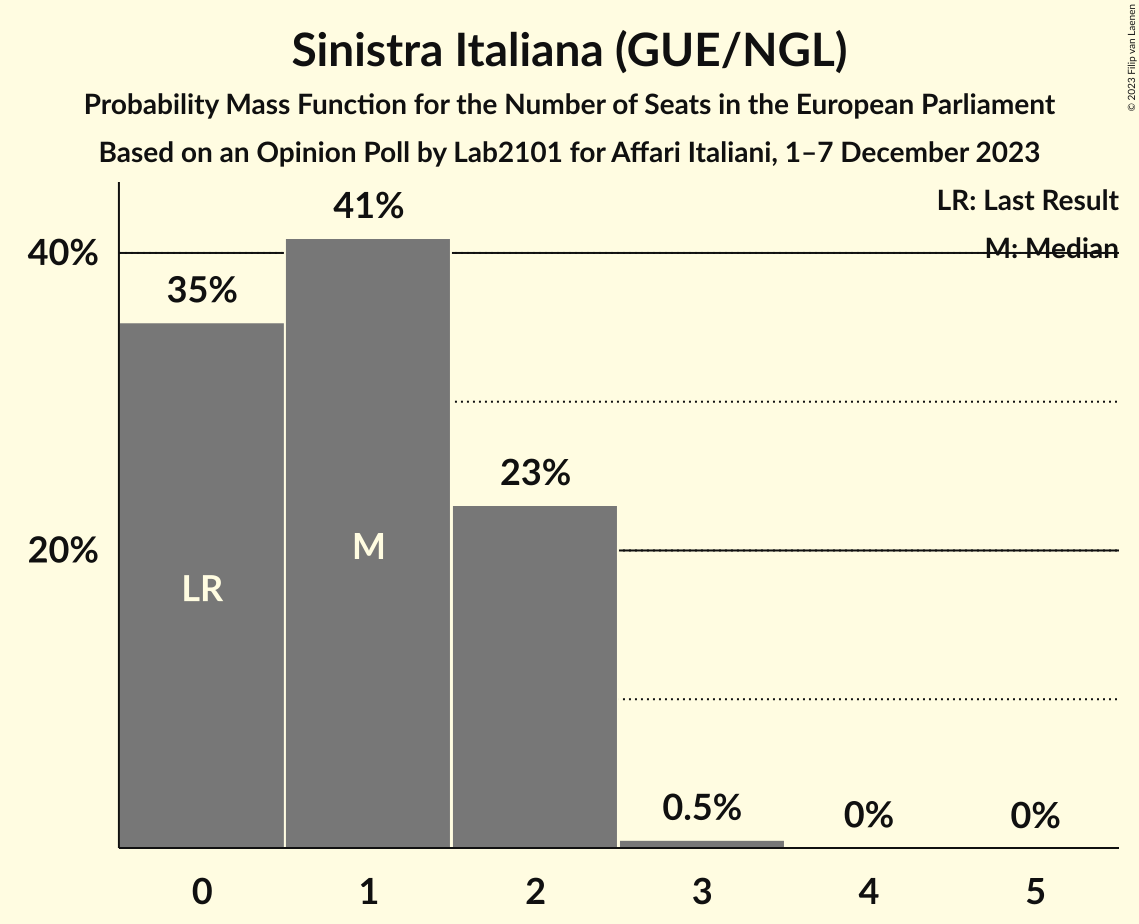 Sinistra Italiana (GUE/NGL)
Probability Mass Function for the Number of Seats in the European Parliament
Based on an Opinion Poll by Lab2101 for Affari Italiani, 1–7 December 2023
© 2023 Filip van Laenen
LR: Last Result
M: Median
40%
20%
35%
41%
23%
0.5%
0%
0%
LR
M
0
1
2
3
4
5